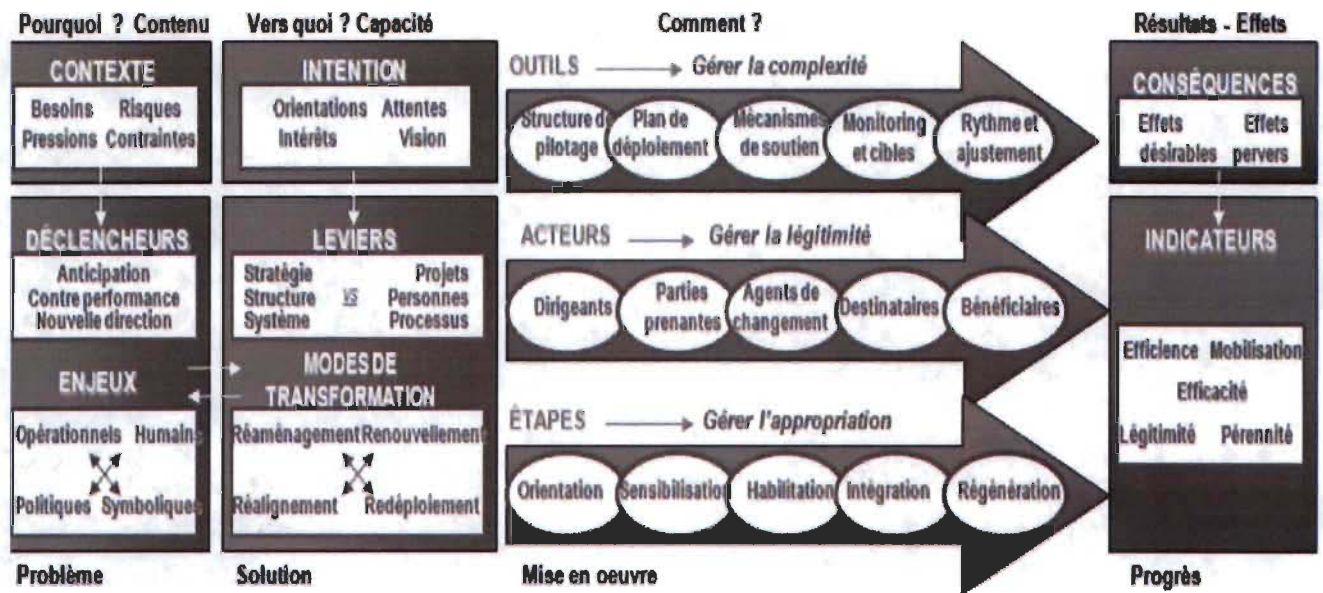 Pourquoi ? Contenu
Vers quoi ? Capacité
Comment ?
Résultats - Effets
CONTEXTE
Besoins Risques
Pressions Contraintes
DÉCLENCHEURS
Anticipation
Contre performance
Nouvelle direction
ENJEUX
Opérationnels Humains
Politiques Symboliques
Problème
INTENTION
Orientations Attentes
Intérêts Vision
LEVIERS
Stratégie Projets
Structure VS Personnes
Système Processus
MODES DE
TRANSFORMATION
Réaménagement Renouvellement
Réalignement Redéploiement
Solution
OUTILS → Gérer la complexité
Structure de
pilotage
Plan de
déploiement
Mécanismes
de soutien
Monitoring
et cibles
Rythme et
ajustement
ACTEURS → Gérer la légitimité
Dirigeants
Parties
prenantes
Agents de
changement
Destinataires
Bénéficiaires
ÉTAPES → Gérer l'appropriation
Orientation
Sensibilisation
Habilitation
Intégration
Régénération
Mise en oeuvre
CONSÉQUENCES
Effets Effets
désirables pervers
INDICATEURS
Efficience Mobilisation
Efficacité
Légitimité Pérennité
Progrès